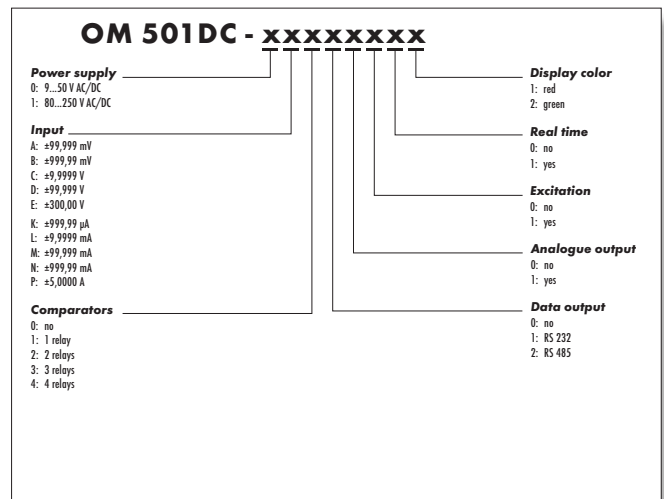 OM 501DC - xxxxxxxx
Power supply
0: 9...50 V AC/DC
1: 80...250 V AC/DC
Input
A: ±99,999 mV
B: ±999,99 mV
C: ±9,9999 V
D: ±99,999 V
E: ±300,00 V
K: ±999,99 µA
L: ±9,9999 mA
M: ±99,999 mA
N: ±999,99 mA
P: ±5,0000 A
Comparators
0: no
1: 1 relay
2: 2 relays
3: 3 relays
4: 4 relays
Display color
1: red
2: green
Real time
0: no
1: yes
Excitation
0: no
1: yes
Analogue output
0: no
1: yes
Data output
0: no
1: RS 232
2: RS 485